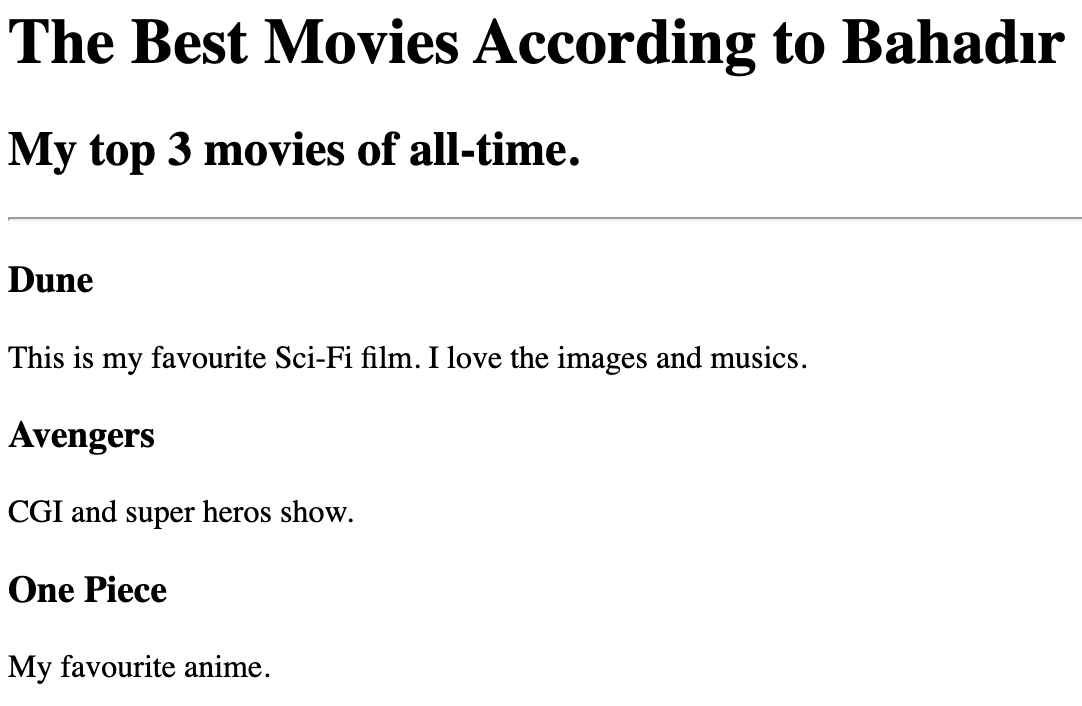 The Best Movies According to Bahadır
My top 3 movies of all-time.
Dune
This is my favourite Sci-Fi film. I love the images and musics.
Avengers
CGI and super heros show.
One Piece
My favourite anime.